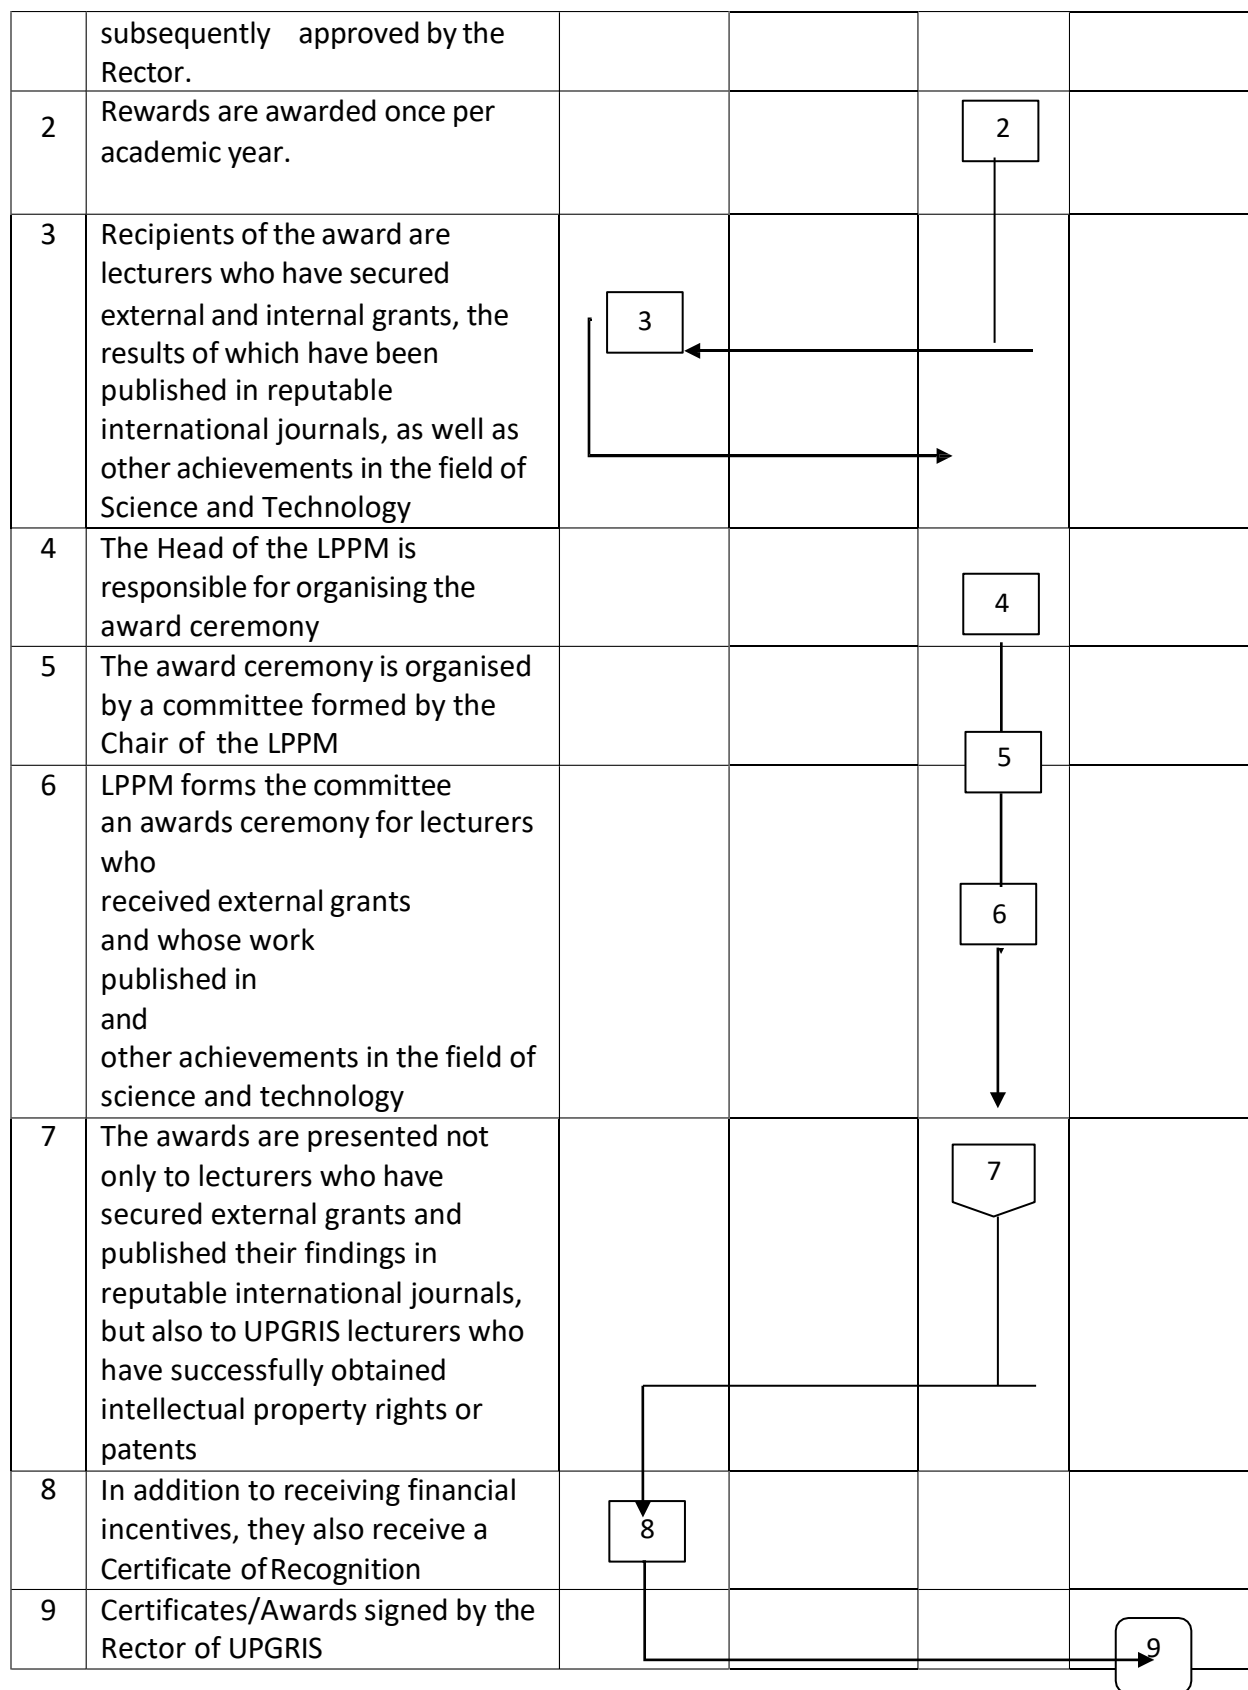 subsequently approved by the
Rector.
2
Rewards are awarded once per
academic year.
2
3
Recipients of the award are
lecturers who have secured
external and internal grants, the
results of which have been
published in reputable
international journals, as well as
other achievements in the field of
Science and Technology
3
4
The Head of the LPPM is
responsible for organising the
award ceremony
4
5
The award ceremony is organised
by a committee formed by the
Chair of the LPPM
5
6
LPPM forms the committee
an awards ceremony for lecturers
who
received external grants
and whose work
published in
and
other achievements in the field of
science and technology
6
7
The awards are presented not
only to lecturers who have
secured external grants and
published their findings in
reputable international journals,
but also to UPGRIS lecturers who
have successfully obtained
intellectual property rights or
patents
7
8
In addition to receiving financial
incentives, they also receive a
Certificate of Recognition
8
9
Certificates/Awards signed by the
Rector of UPGRIS
9